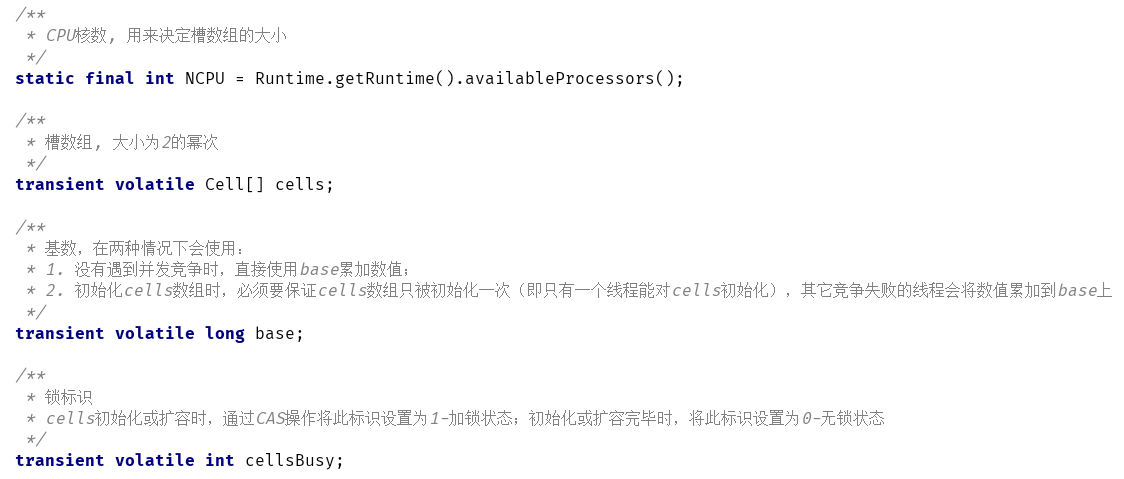 /**
 * CPU核数, 用来决定槽数组的大小
 */
static final int NCPU = Runtime.getRuntime().availableProcessors();
/**
 * 槽数组, 大小为2的幂次
 */
transient volatile Cell[] cells;
/**
 * 基数，在两种情况下会使用：
 * 1. 没有遇到并发竞争时，直接使用base累加数值；
 * 2. 初始化cells数组时，必须要保证cells数组只被初始化一次（即只有一个线程能对cells初始化），其它竞争失败的线程会将数值累加到base上
 */
transient volatile long base;
/**
 * 锁标识
 * cells初始化或扩容时，通过CAS操作将此标识设置为1-加锁状态；初始化或扩容完毕时，将此标识设置为0-无锁状态
 */
transient volatile int cellsBusy;